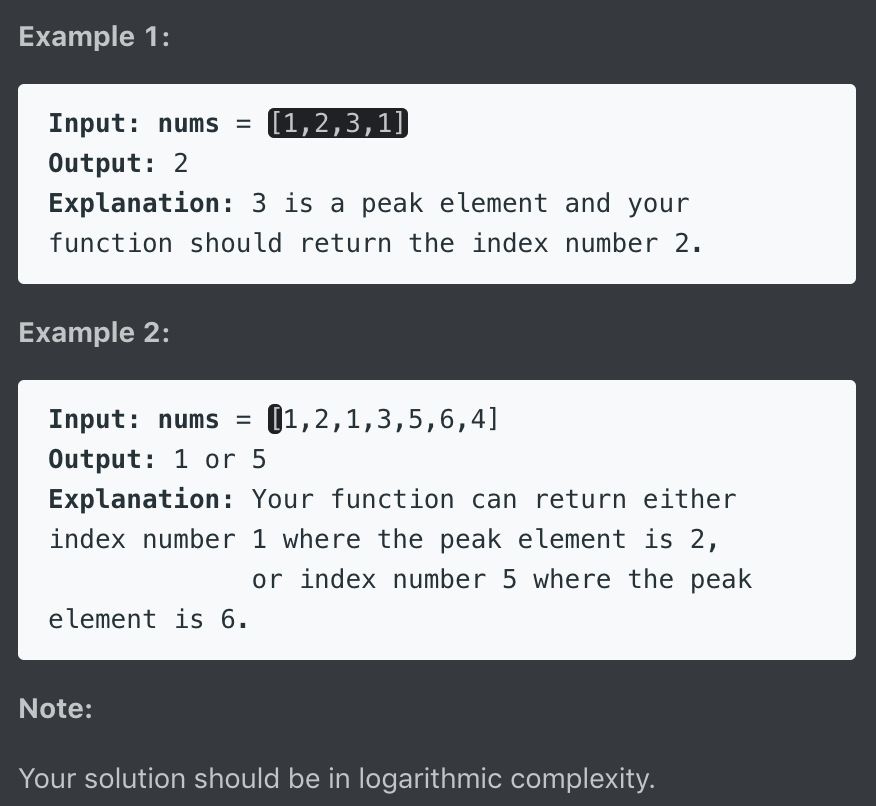 Example 1:
Input: nums = [1,2,3,1]
Output: 2
Explanation: 3 is a peak element and your
function should return the index number 2.
Example 2:
Input: nums = [1,2,1,3,5,6,4]
Output: 1 or 5
Explanation: Your function can return either
index number 1 where the peak element is 2,
or index number 5 where the peak
element is 6.
Note:
Your solution should be in logarithmic complexity.